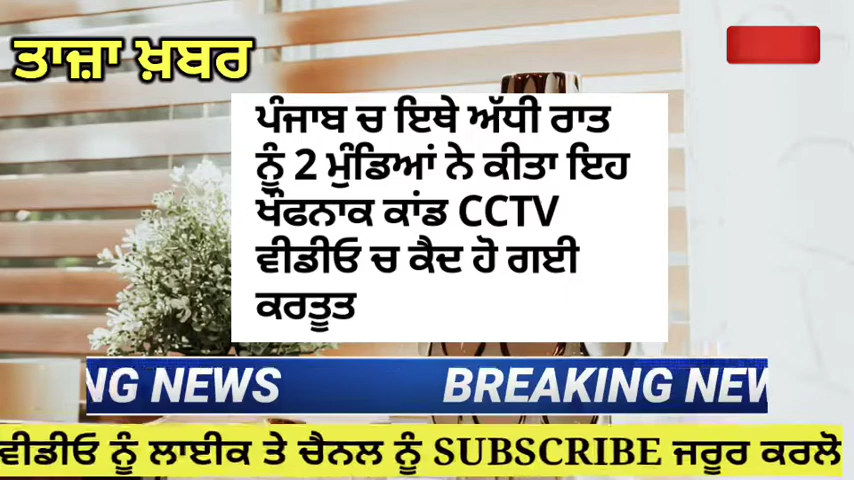 ਤਾਜ਼ਾ ਖ਼ਬਰ
ਪੰਜਾਬ ਚ ਇਥੇ ਅੱਧੀ ਰਾਤ
ਨੂੰ 2 ਮੁੰਡਿਆਂ ਨੇ ਕੀਤਾ ਇਹ
ਖੌਫਨਾਕ ਕਾਂਡ CCTV
ਵੀਡੀਓ ਚ ਕੈਦ ਹੋ ਗਈ
ਕਰਤੂਤ
NG NEWS BREAKING NEW
ਵੀਡੀਓ ਨੂੰ ਲਾਈਕ ਤੇ ਚੈਨਲ ਨੂੰ SUBSCRIBE ਜਰੂਰ ਕਰਲੋ